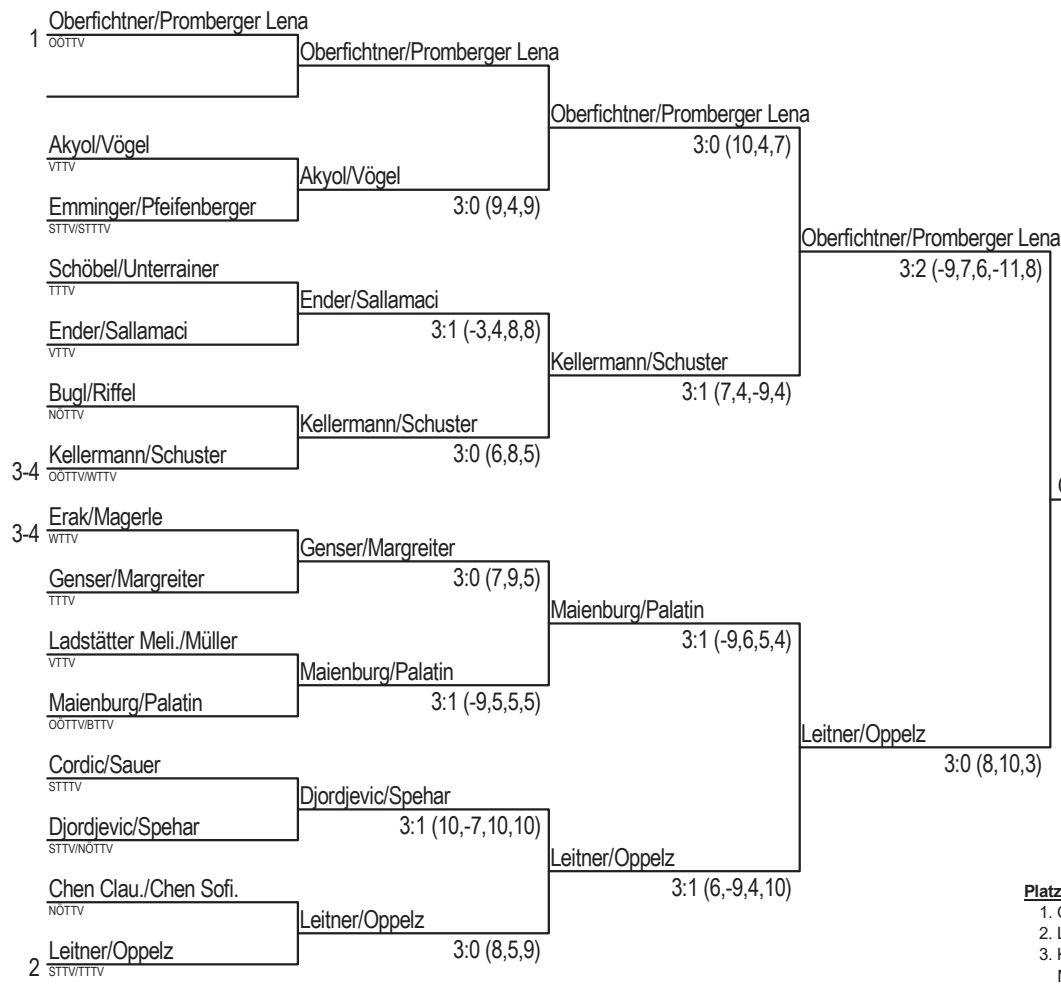 Oberfichtner/Promberger Lena
1
OÖTTV
Oberfichtner/Promberger Lena
Oberfichtner/Promberger Lena
3:0 (10,4,7)
Akyol/Vögel
VTTV
Akyol/Vögel
3:0 (9,4,9)
Emminger/Pfeifenberger
STTV/STTTV
Oberfichtner/Promberger Lena
3:2 (-9,7,6,-11,8)
Schöbel/Unterrainer
TTTV
Ender/Sallamaci
3:1 (-3,4,8,8)
Ender/Sallamaci
VTTV
Kellermann/Schuster
3:1 (7,4,-9,4)
Bugl/Riffel
NÖTTV
Kellermann/Schuster
3:0 (6,8,5)
Kellermann/Schuster
3-4
OÖTTV/WTTV
Erak/Magerle
3-4
WTTV
Genser/Margreiter
3:0 (7,9,5)
Genser/Margreiter
TTTV
Maienburg/Palatin
3:1 (-9,6,5,4)
Ladstätter Meli./Müller
VTTV
Maienburg/Palatin
3:1 (-9,5,5,5)
Maienburg/Palatin
OÖTTV/BTTV
Leitner/Oppelz
3:0 (8,10,3)
Cordic/Sauer
STTTV
Djordjevic/Spehar
3:1 (10,-7,10,10)
Djordjevic/Spehar
STTV/NÖTTV
Leitner/Oppelz
3:1 (6,-9,4,10)
Chen Clau./Chen Sofi.
NÖTTV
Leitner/Oppelz
3:0 (8,5,9)
Leitner/Oppelz
2
STTV/TTTV
Platz
1.
2. L
3. K